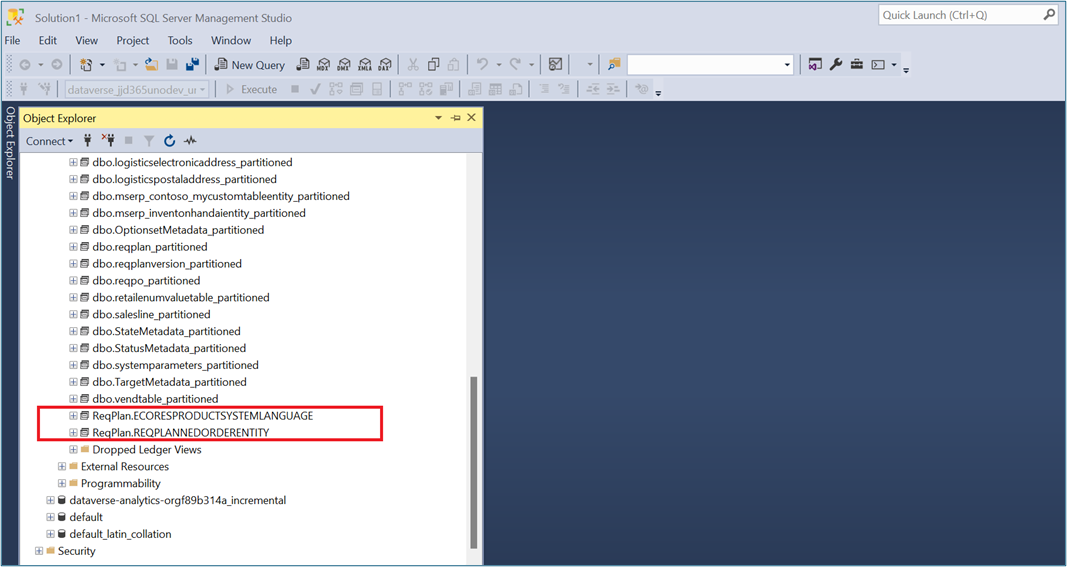 Solution1 - Microsoft SQL Server Management Studio
Quick Launch (Ctrl+Q)
File Edit View Project Tools Window Help
New Query MDX DMX XMLA DAX
Execute
Object Explorer
Object Explorer
Connect
dbo.logisticselectronicaddress_partitioned
dbo.logisticspostaladdress_partitioned
dbo.mserp_contoso_mycustomtableentity_partitioned
dbo.mserp_inventonhandaientity_partitioned
dbo.OptionsetMetadata_partitioned
dbo.reqplan_partitioned
dbo.reqplanversion_partitioned
dbo.reqpo_partitioned
dbo.retailenumvaluetable_partitioned
dbo.salesline_partitioned
dbo.StateMetadata_partitioned
dbo.StatusMetadata_partitioned
dbo.systemparameters_partitioned
dbo.TargetMetadata_partitioned
dbo.vendtable_partitioned
ReqPlan.ECORESPRODUCTSYSTEMLANGUAGE
ReqPlan.REQPLANNEDORDERENTITY
Dropped Ledger Views
External Resources
Programmability
dataverse-analytics-orgf89b314a_incremental
default
default_latin_collation
Security